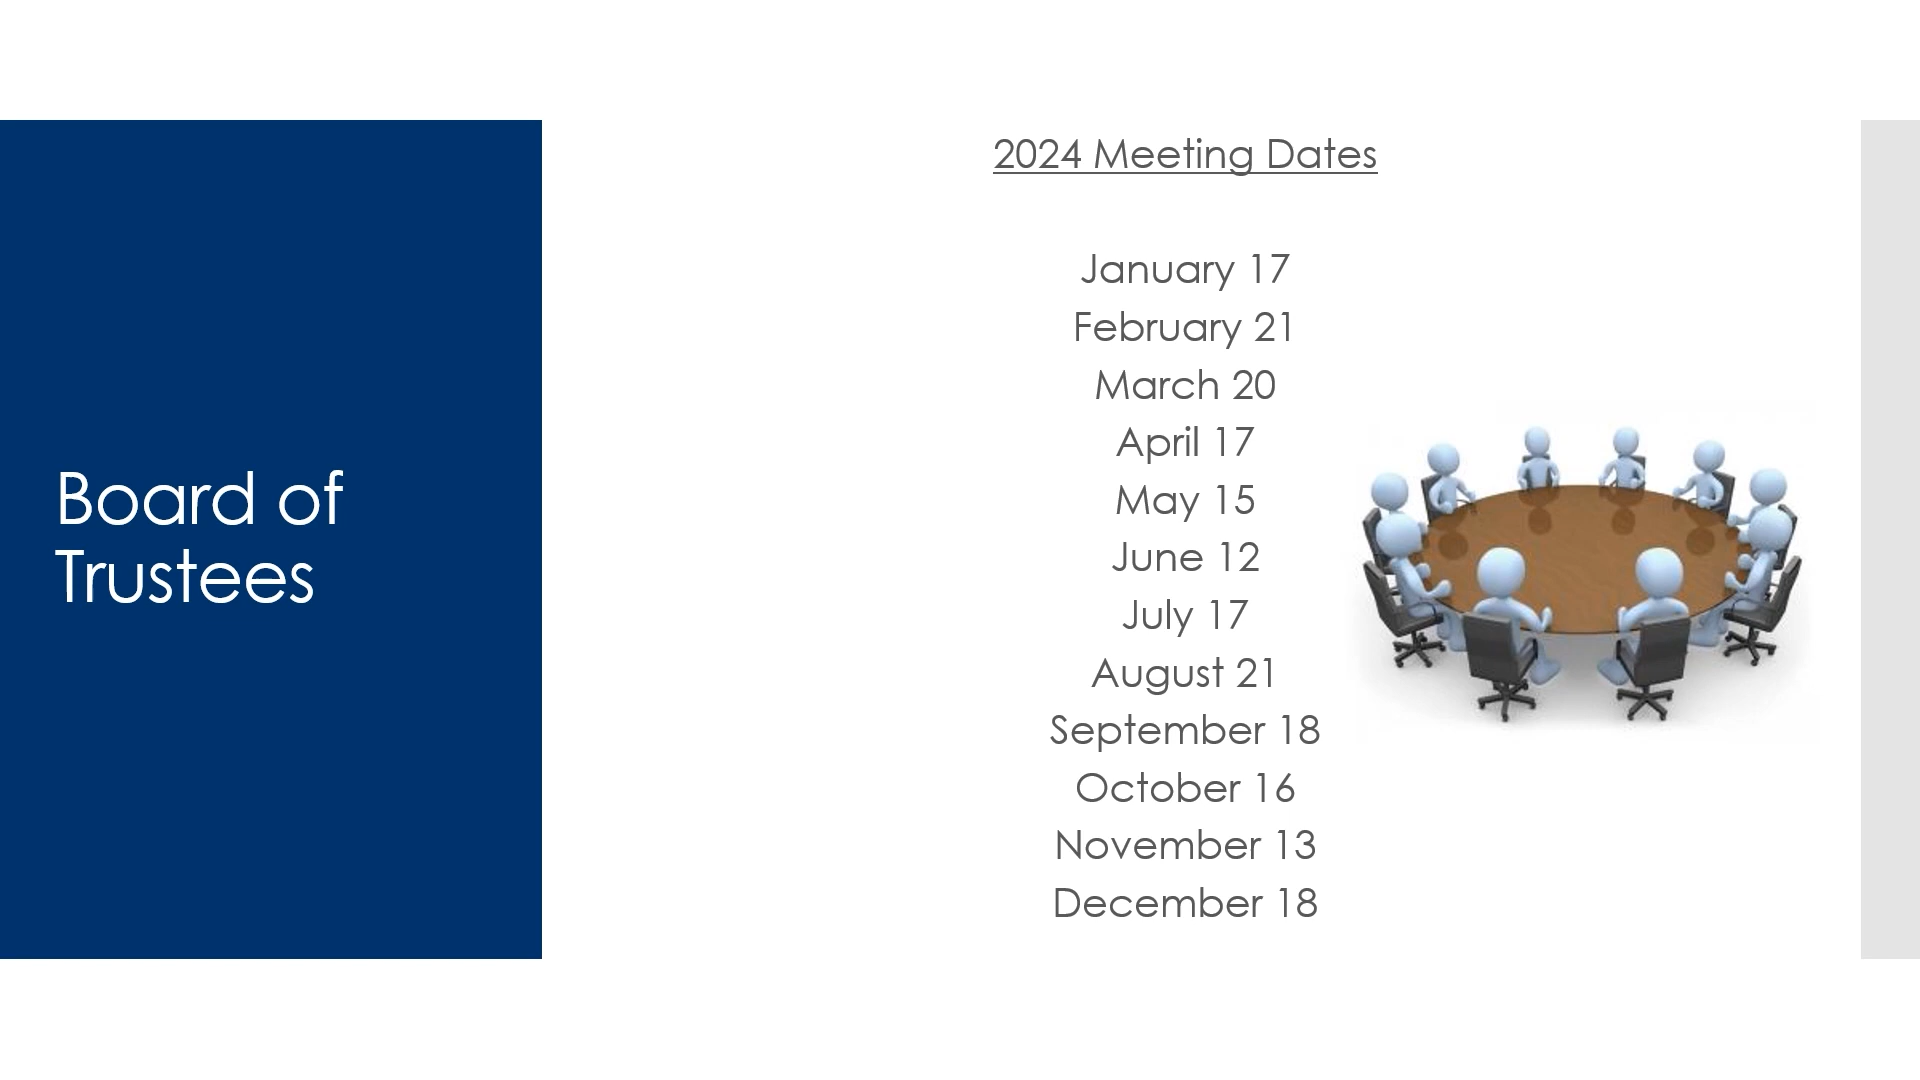 Board of
Trustees
2024 Meeting Dates
January 17
February 21
March 20
April 17
May 15
June 12
July 17
August 21
September 18
October 16
November 13
December 18